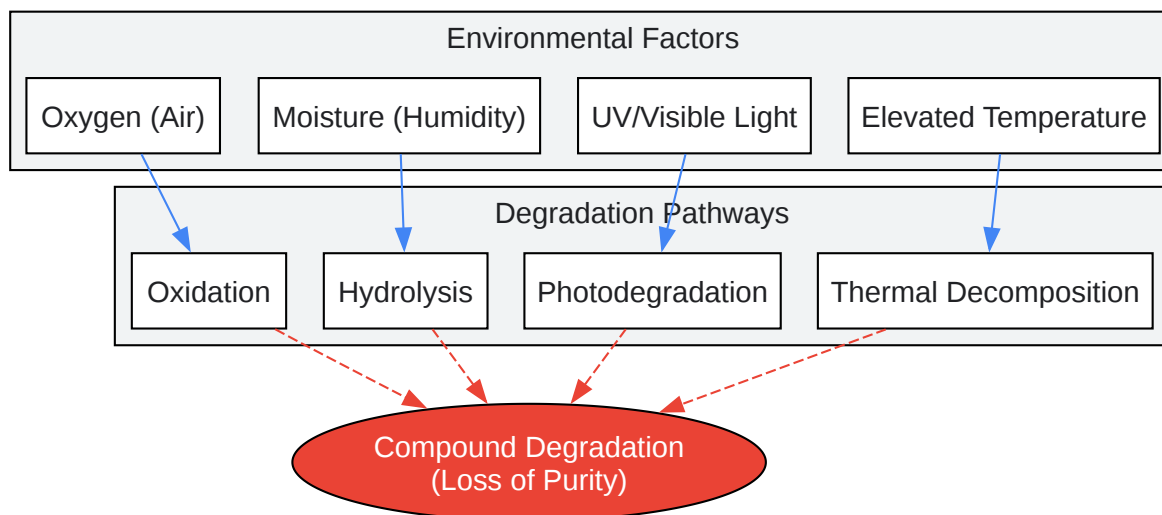 Environmental Factors
Oxygen (Air)
Moisture (Humidity)
UV/Visible Light
Elevated Temperature
Degradation Pathways
Oxidation
Hydrolysis
Photodegradation
Thermal Decomposition
Compound Degradation
(Loss of Purity)